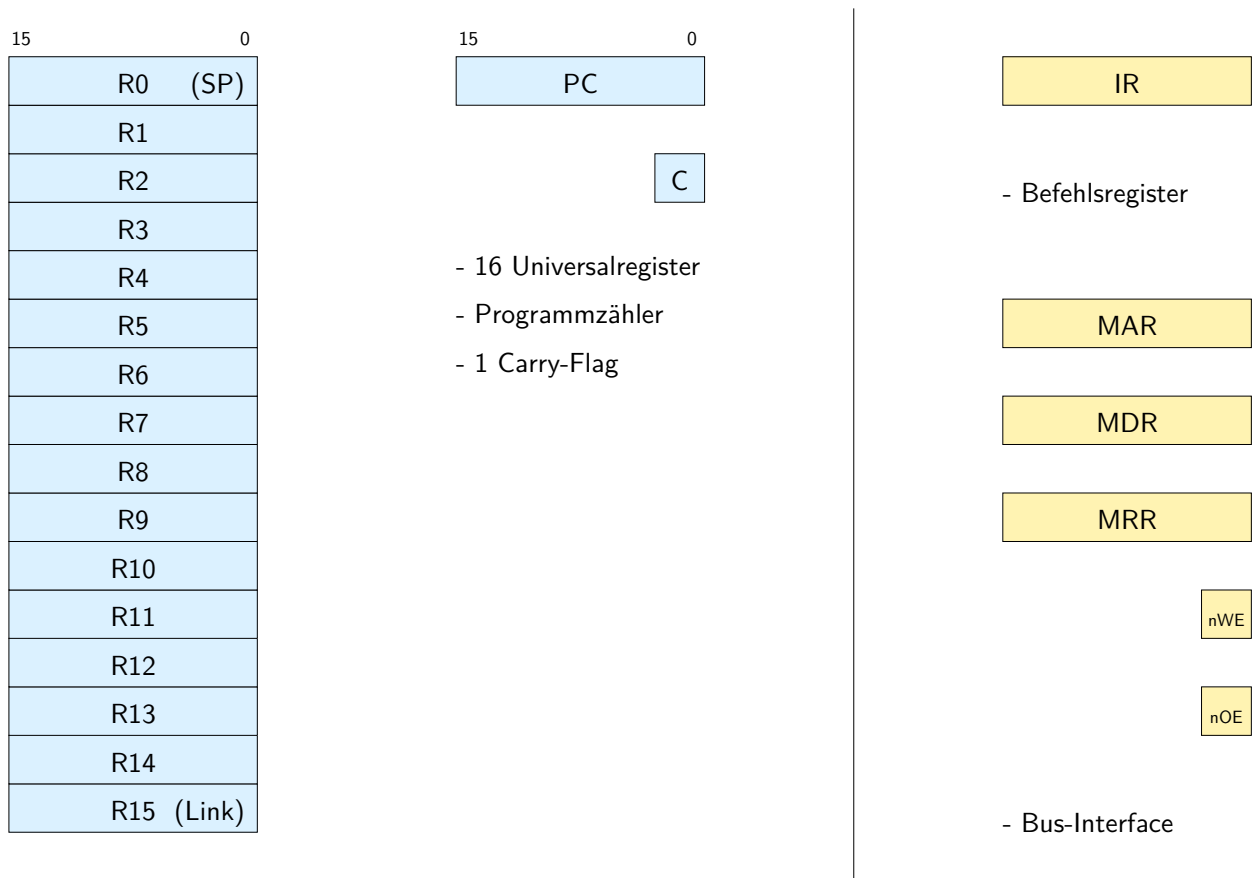 15 0
R0 (SP)
R1
R2
R3
R4
R5
R6
R7
R8
R9
R10
R11
R12
R13
R14
R15 (Link)
15 0
PC
C
- 16 Universalregister
- Programmzähler
- 1 Carry-Flag
IR
- Befehlsregister
MAR
MDR
MRR
nWE
nOE
- Bus-Interface